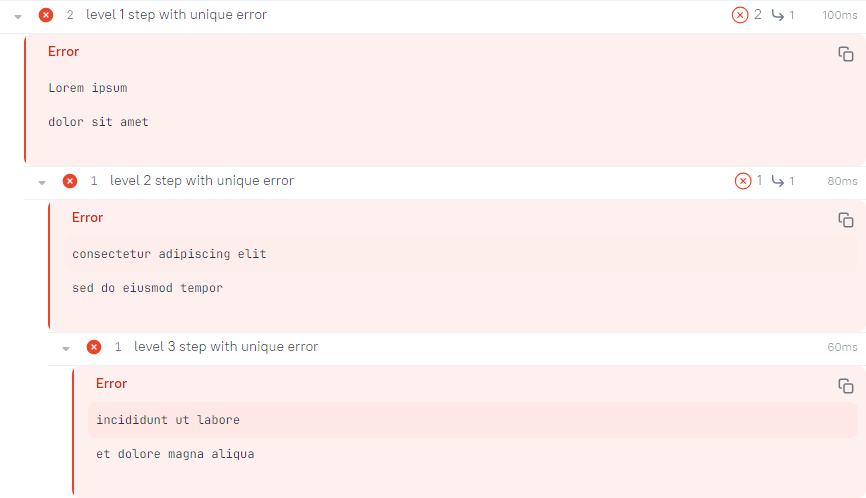 2 level 1 step with unique error 2 1 100ms
Error
Lorem ipsum
dolor sit amet
1 level 2 step with unique error 1 1 80ms
Error
consectetur adipiscing elit
sed do eiusmod tempor
1 level 3 step with unique error 60ms
Error
incididunt ut labore
et dolore magna aliqua